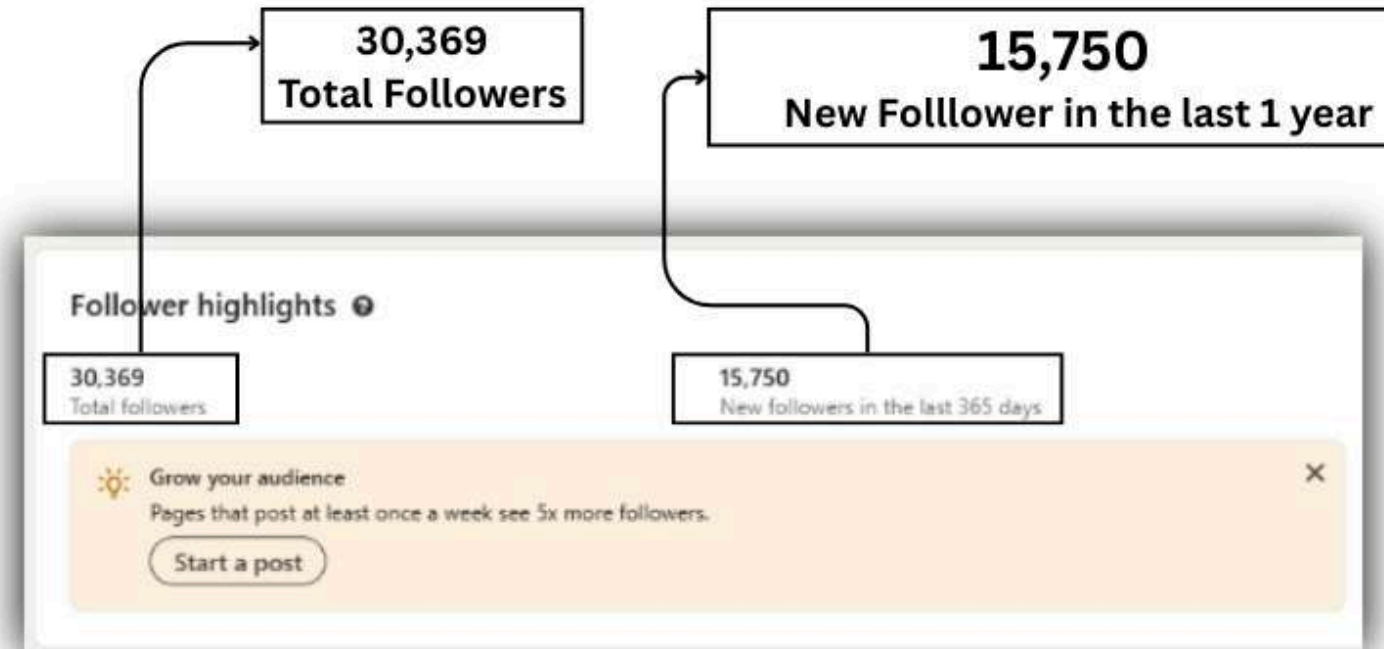 30,369
Total Followers
15,750
New Folllower in the last 1 year
Follower highlights
30,369
Total followers
15,750
New followers in the last 365 days
Grow your audience
Pages that post at least once a week see 5x more followers.
Start a post